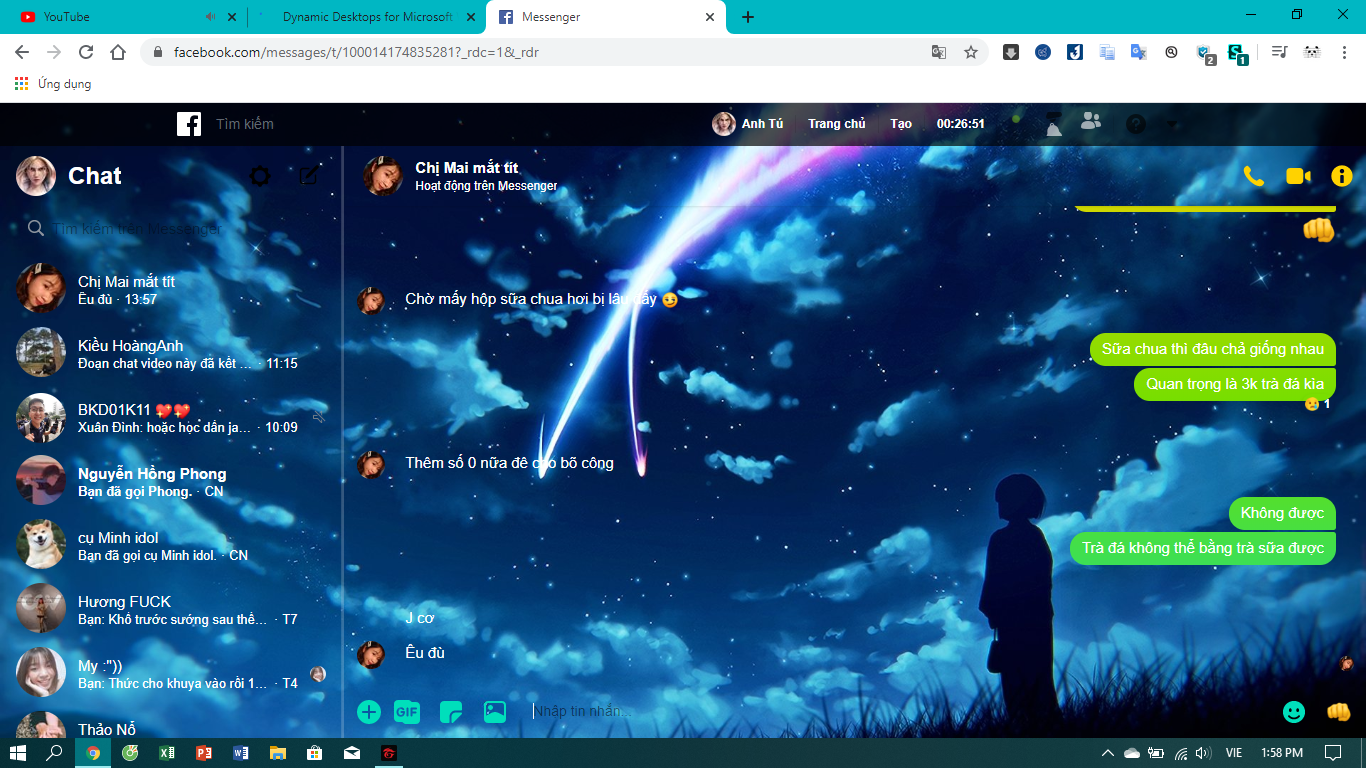 YouTube
Dynamic Desktops for Microsoft
Messenger
facebook.com/messages/t/100014174835281?_rdc=1&_rdr
2
1
Ứng dụng
Tìm kiếm
Anh Tú
Trang chủ
Tạo
00:26:51
Chat
Tìm kiếm trên Messenger
Chị Mai mắt tít
Êu đù · 13:57
Kiều HoàngAnh
Đoạn chat video này đã kết ... · 11:15
BKD01K11 💖💖
Xuân Đinh: hoặc học dần ja... · 10:09
Nguyễn Hồng Phong
Bạn đã gọi Phong. · CN
cụ Minh idol
Bạn đã gọi cụ Minh idol. · CN
Hương FUCK
Bạn: Khổ trước sướng sau thế... · T7
My :"))
Bạn: Thức cho khuya vào rồi 1... · T4
Thảo Nổ
Chị Mai mắt tít
Hoạt động trên Messenger
Chờ mấy hộp sữa chua hơi bị lâu đấy 😏
Sữa chua thì đâu chả giống nhau
Quan trọng là 3k trà đá kìa
😢 1
Thêm số 0 nữa đê cho bõ công
Không được
Trà đá không thể bằng trà sữa được
J cơ
Êu đù
GIF
Nhập tin nhắn...
VIE
1:58 PM